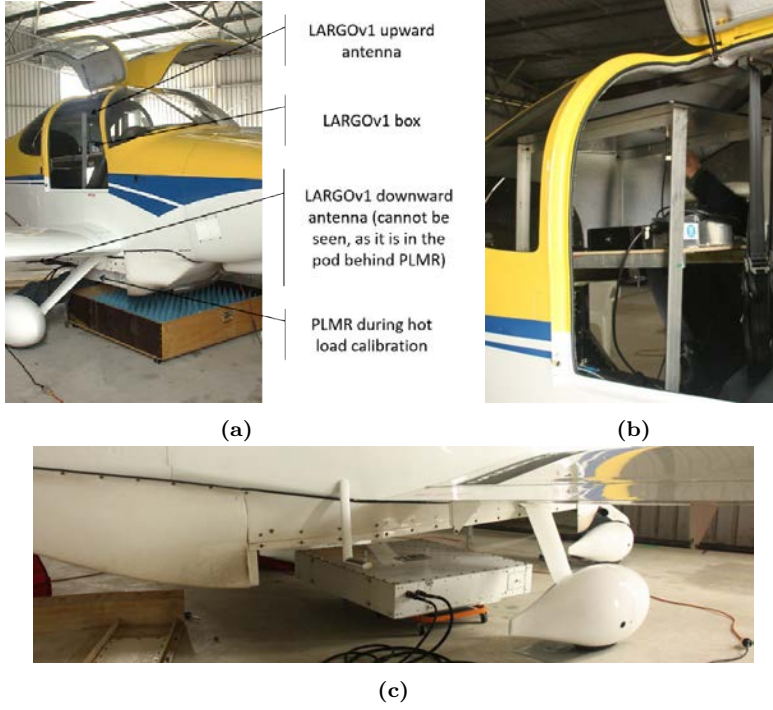 LARGOv1 upward
antenna
LARGOv1 box
LARGOv1 downward
antenna (cannot be
seen, as it is in the
pod behind PLMR)
PLMR during hot
load calibration
(a)
(b)
(c)